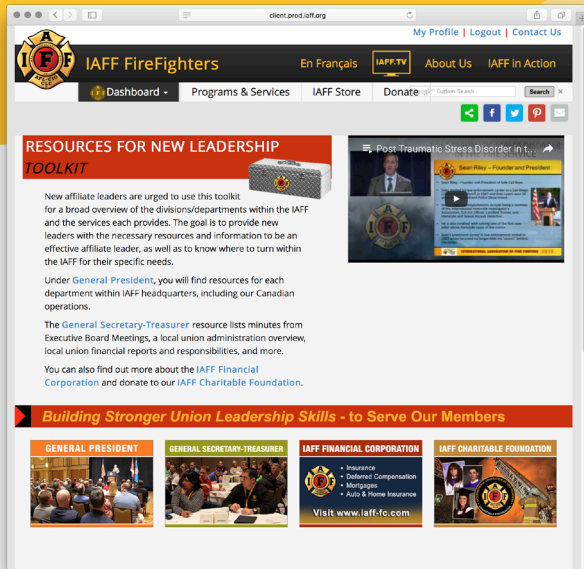 client.prod.iaff.org
My Profile | Logout | Contact Us
IAFF FireFighters
En Français
IAFF.TV
About Us
IAFF in Action
Dashboard
Programs & Services
IAFF Store
Donate
Custom Search
Search
RESOURCES FOR NEW LEADERSHIP
TOOLKIT
Post Traumatic Stress Disorder in t...
Sean Riley – Founder and President
New affiliate leaders are urged to use this toolkit
for a broad overview of the divisions/departments within the IAFF
and the services each provides. The goal is to provide new
leaders with the necessary resources and information to be an
effective affiliate leader, as well as to know where to turn within
the IAFF for their specific needs.
Under General President, you will find resources for each
department within IAFF headquarters, including our Canadian
operations.
The General Secretary-Treasurer resource lists minutes from
Executive Board Meetings, a local union administration overview,
local union financial reports and responsibilities, and more.
You can also find out more about the IAFF Financial
Corporation and donate to our IAFF Charitable Foundation.
Building Stronger Union Leadership Skills - to Serve Our Members
GENERAL PRESIDENT
GENERAL SECRETARY-TREASURER
IAFF FINANCIAL CORPORATION
• Insurance
• Deferred Compensation
• Mortgages
• Auto & Home Insurance
Visit www.iaff-fc.com
IAFF CHARITABLE FOUNDATION